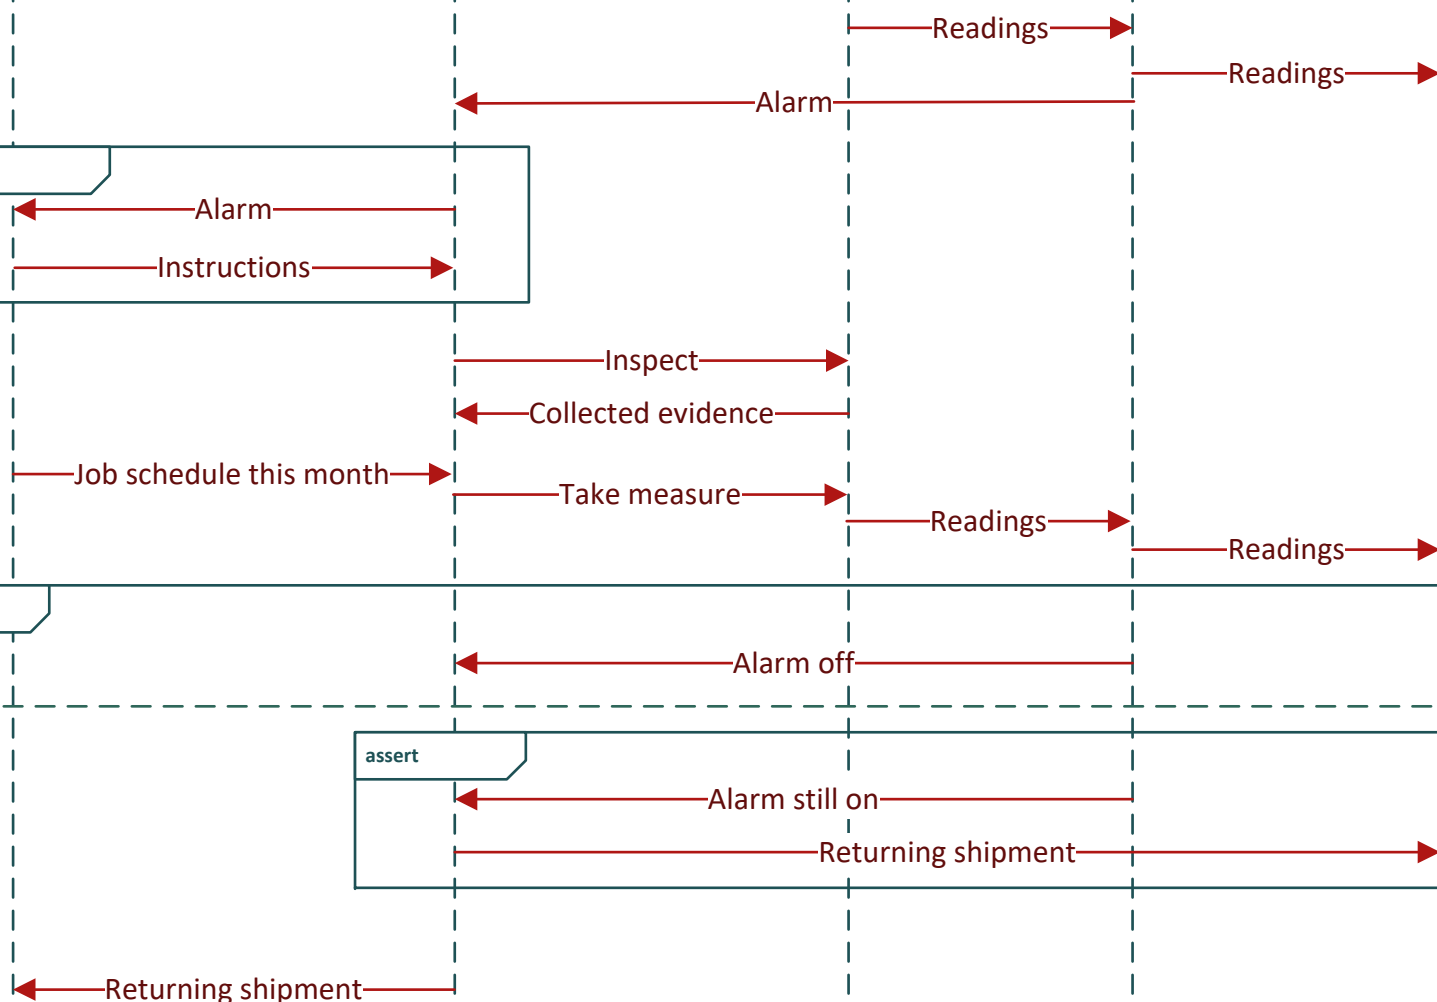 Readings
Readings
Alarm
Alarm
Instructions
Inspect
Collected evidence
Job schedule this month
Take measure
Readings
Readings
Alarm off
assert
Alarm still on
Returning shipment
Returning shipment